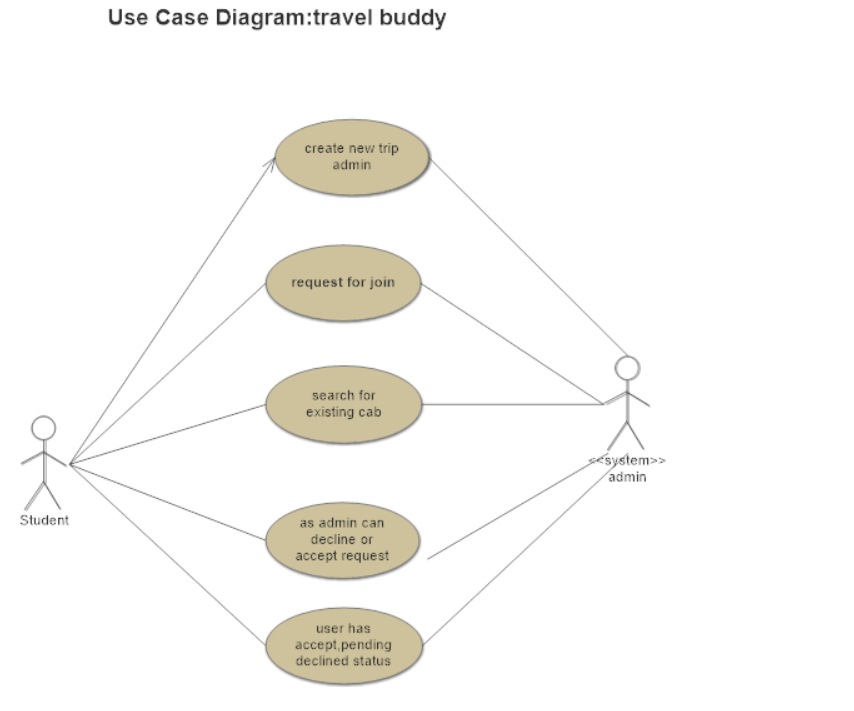 Use Case Diagram:travel buddy
create new trip
admin
request for join
search for
existing cab
<<system>>
admin
Student
as admin can
decline or
accept request
user has
accept,pending
declined status